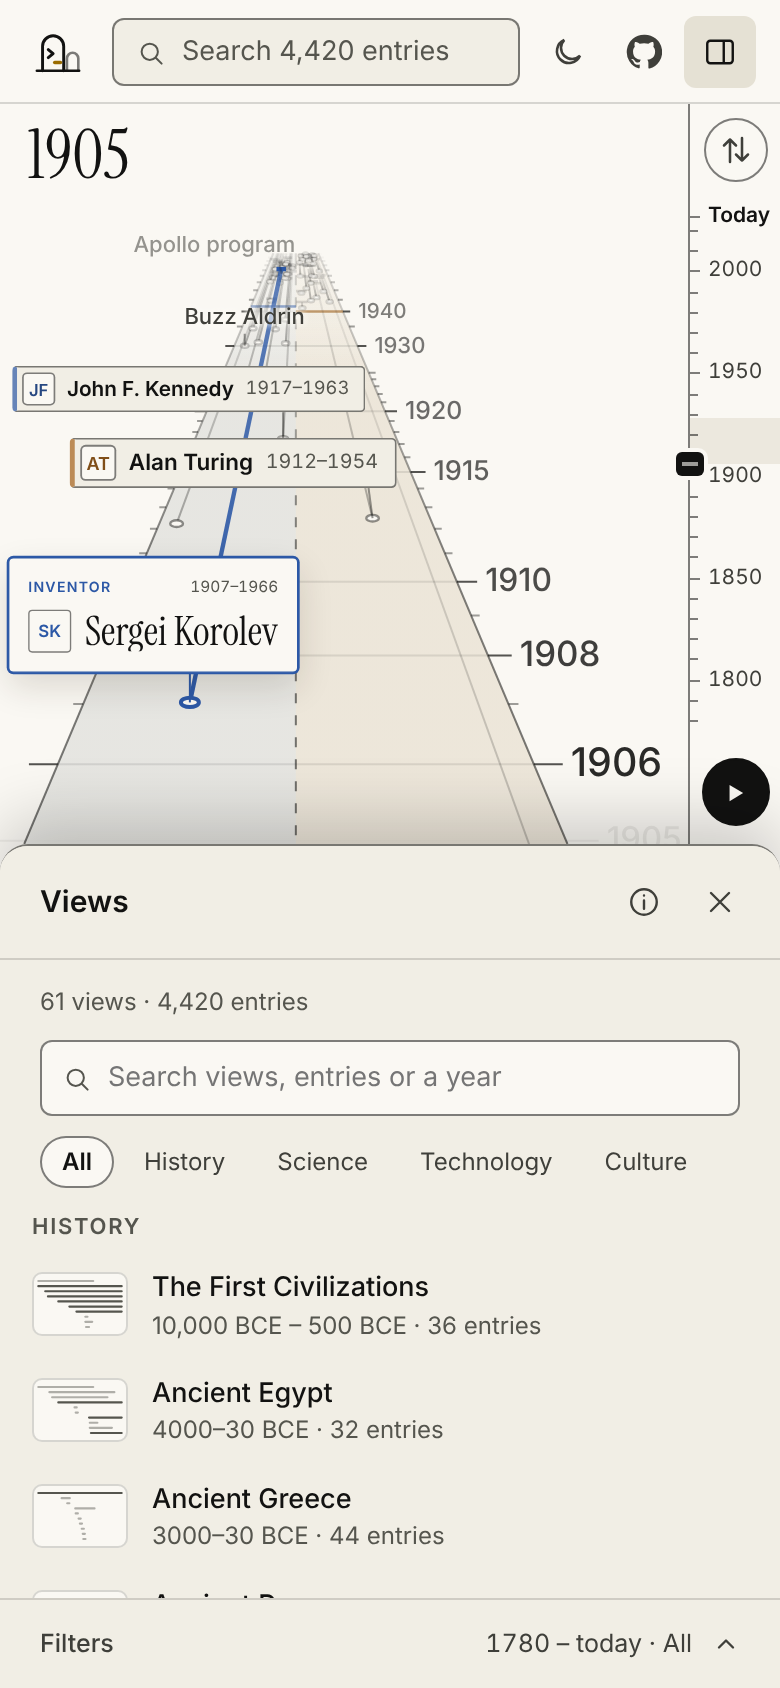 Search 4,420 entries
1905
Today
Apollo program
2000
Buzz Aldrin
1940
1930
1950
JF John F. Kennedy 1917–1963
1920
AT Alan Turing 1912–1954
1915
1900
INVENTOR 1907–1966
SK Sergei Korolev
1910
1850
1908
1800
1906
1905
Views
61 views · 4,420 entries
Search views, entries or a year
All History Science Technology Culture
HISTORY
The First Civilizations
10,000 BCE – 500 BCE · 36 entries
Ancient Egypt
4000–30 BCE · 32 entries
Ancient Greece
3000–30 BCE · 44 entries
Filters 1780 – today · All